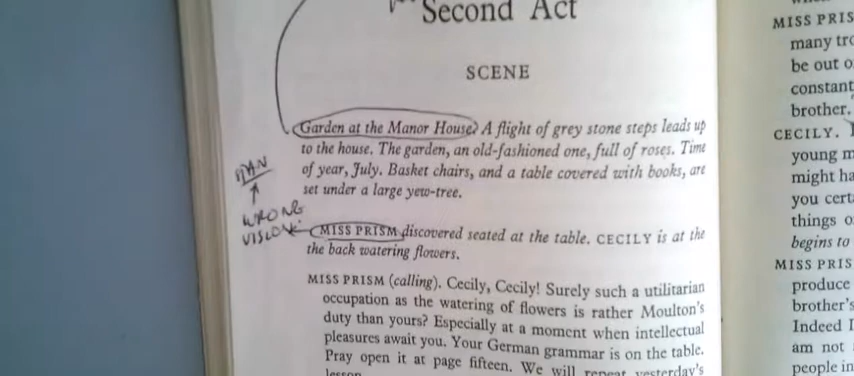 Second Act
SCENE
Garden at the Manor House. A flight of grey stone steps leads up
to the house. The garden, an old-fashioned one, full of roses. Time
of year, July. Basket chairs, and a table covered with books, are
set under a large yew-tree.
WRONG
MISS PRISM discovered seated at the table. CECILY is at the
the back watering flowers.
MISS PRISM (calling). Cecily, Cecily! Surely such a utilitarian
occupation as the watering of flowers is rather Moulton's
duty than yours? Especially at a moment when intellectual
pleasures await you. Your German grammar is on the table.
Pray open it at page fifteen. We will repeat yesterday's
lesson.
MISS PRIS
many tro
be out o
constant
brother.
CECILY.
young m
might ha
you cert
things o
begins to
MISS PRIS
produce
brother's
Indeed I
am not
people in